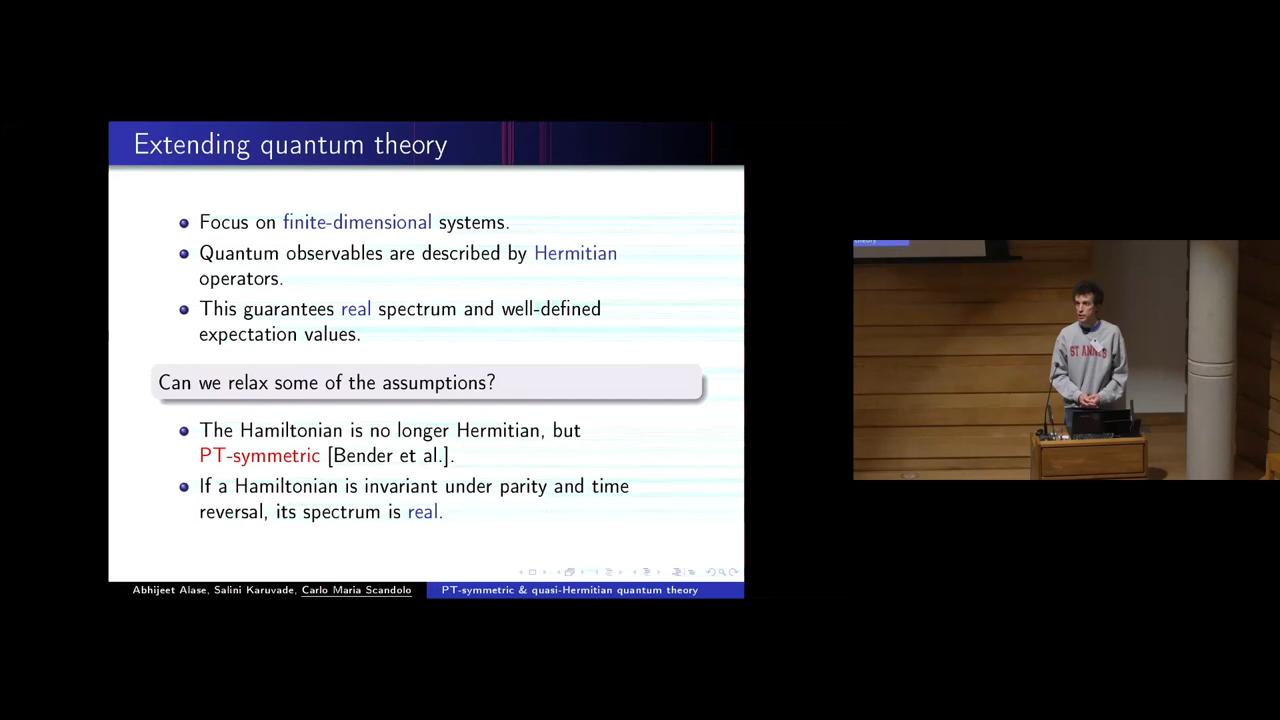 Extending quantum theory
Focus on finite-dimensional systems.
Quantum observables are described by Hermitian
operators.
This guarantees real spectrum and well-defined
expectation values.
Can we relax some of the assumptions?
The Hamiltonian is no longer Hermitian, but
PT-symmetric [Bender et al.].
If a Hamiltonian is invariant under parity and time
reversal, its spectrum is real.
Abhijeet Alase, Salini Karuvade, Carlo Maria Scandolo
PT-symmetric & quasi-Hermitian quantum theory
theory
ST ANNE'S